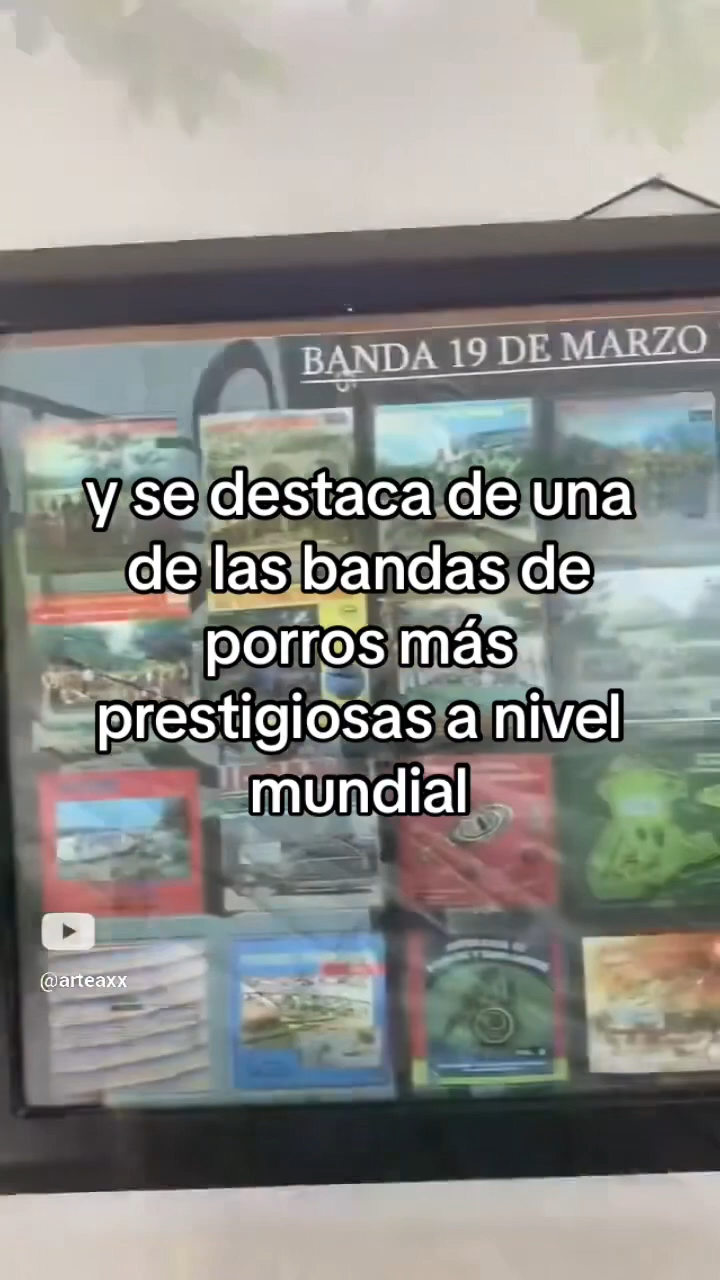 BANDA 19 DE MARZO
y se destaca de una
de las bandas de
porros más
prestigiosas a nivel
mundial
@arteaxx